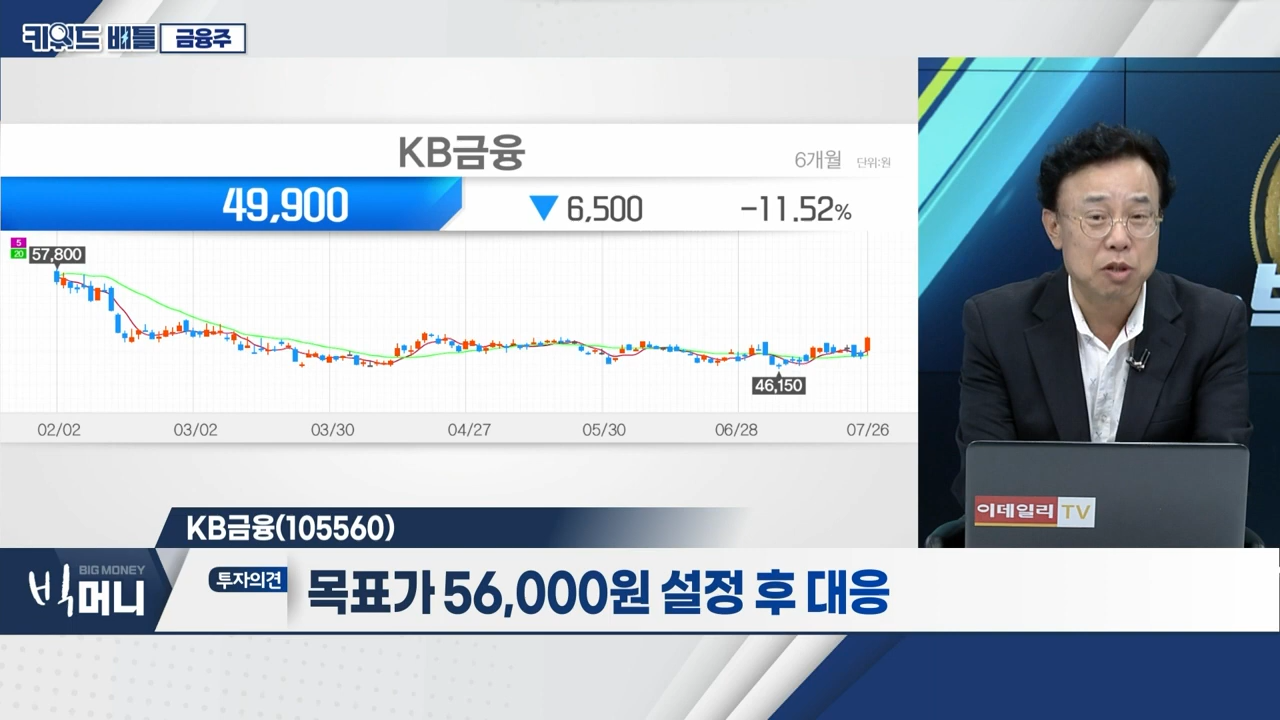 키워드 배틀 금융주
KB금융
6개월 단위:원
49,900 ▼ 6,500 -11.52%
5
20
57,800
46,150
02/02 03/02 03/30 04/27 05/30 06/28 07/26
이데일리 TV
KB금융(105560)
BIG MONEY
빅머니
투자의견
목표가 56,000원 설정 후 대응